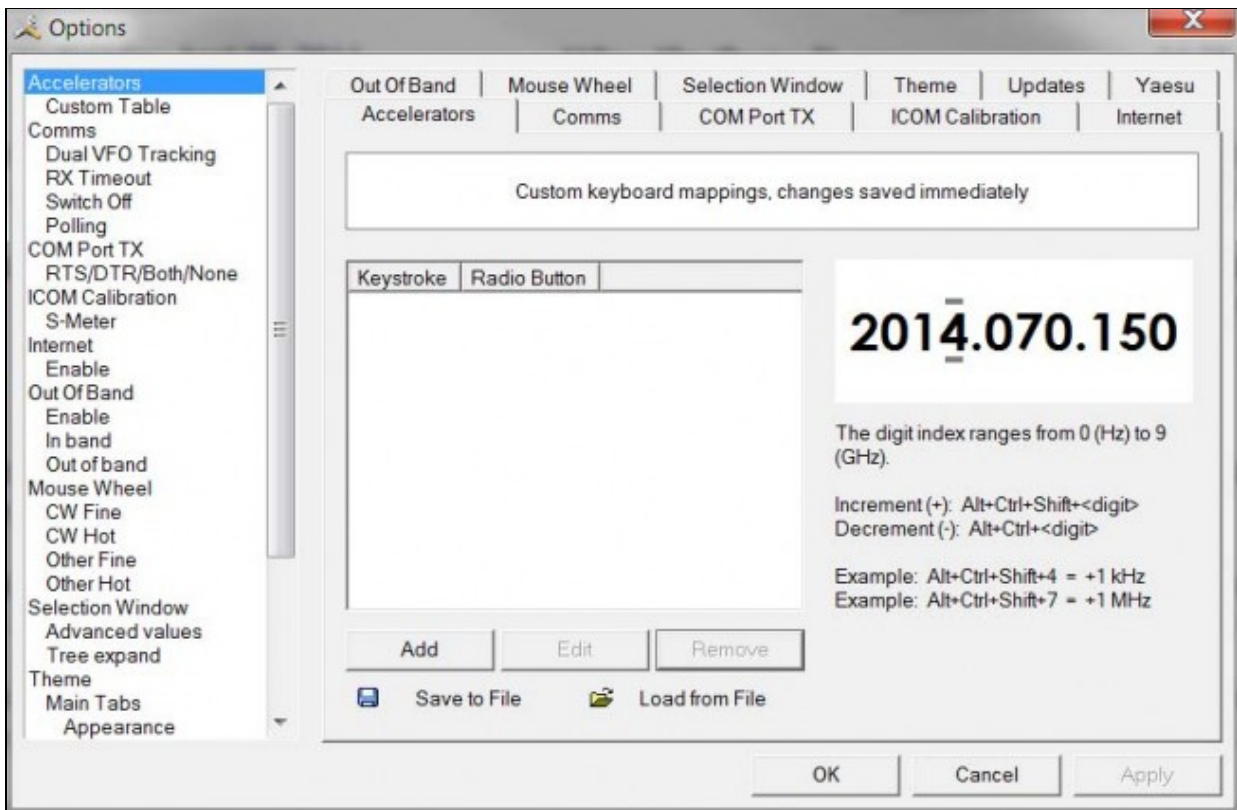 Options
X
Accelerators
Custom Table
Comms
Dual VFO Tracking
RX Timeout
Switch Off
Polling
COM Port TX
RTS/DTR/Both/None
ICOM Calibration
S-Meter
Internet
Enable
Out Of Band
Enable
In band
Out of band
Mouse Wheel
CW Fine
CW Hot
Other Fine
Other Hot
Selection Window
Advanced values
Tree expand
Theme
Main Tabs
Appearance
Out Of Band Mouse Wheel Selection Window Theme Updates Yaesu
Accelerators Comms COM Port TX ICOM Calibration Internet
Custom keyboard mappings, changes saved immediately
Keystroke Radio Button
2014.070.150
The digit index ranges from 0 (Hz) to 9
(GHz).
Increment (+): Alt+Ctrl+Shift+<digit>
Decrement (-): Alt+Ctrl+<digit>
Example: Alt+Ctrl+Shift+4 = +1 kHz
Example: Alt+Ctrl+Shift+7 = +1 MHz
Add Edit Remove
Save to File Load from File
OK Cancel Apply